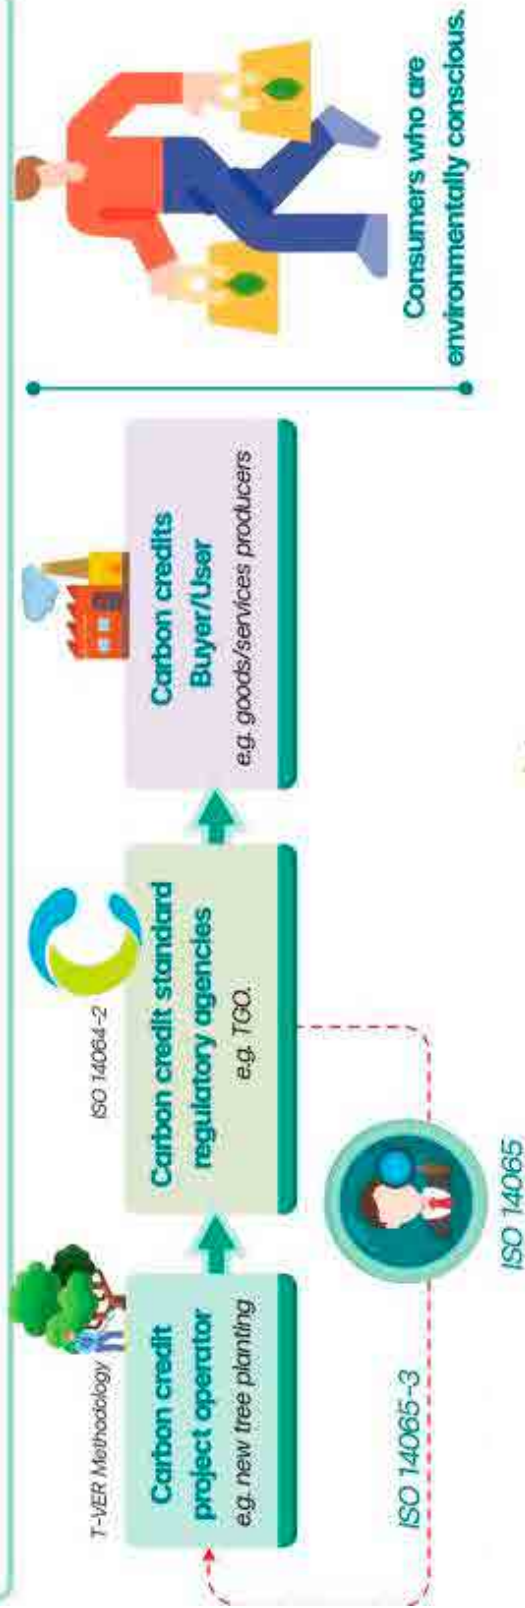 T-VER Methodology
Carbon credit
project operator
e.g. new tree planting
ISO 14064-2
Carbon credit standard
regulatory agencies
e.g. TGO.
Carbon credits
Buyer/User
e.g. goods/services producers
Consumers who are
environmentally conscious.
ISO 14065-3
ISO 14065